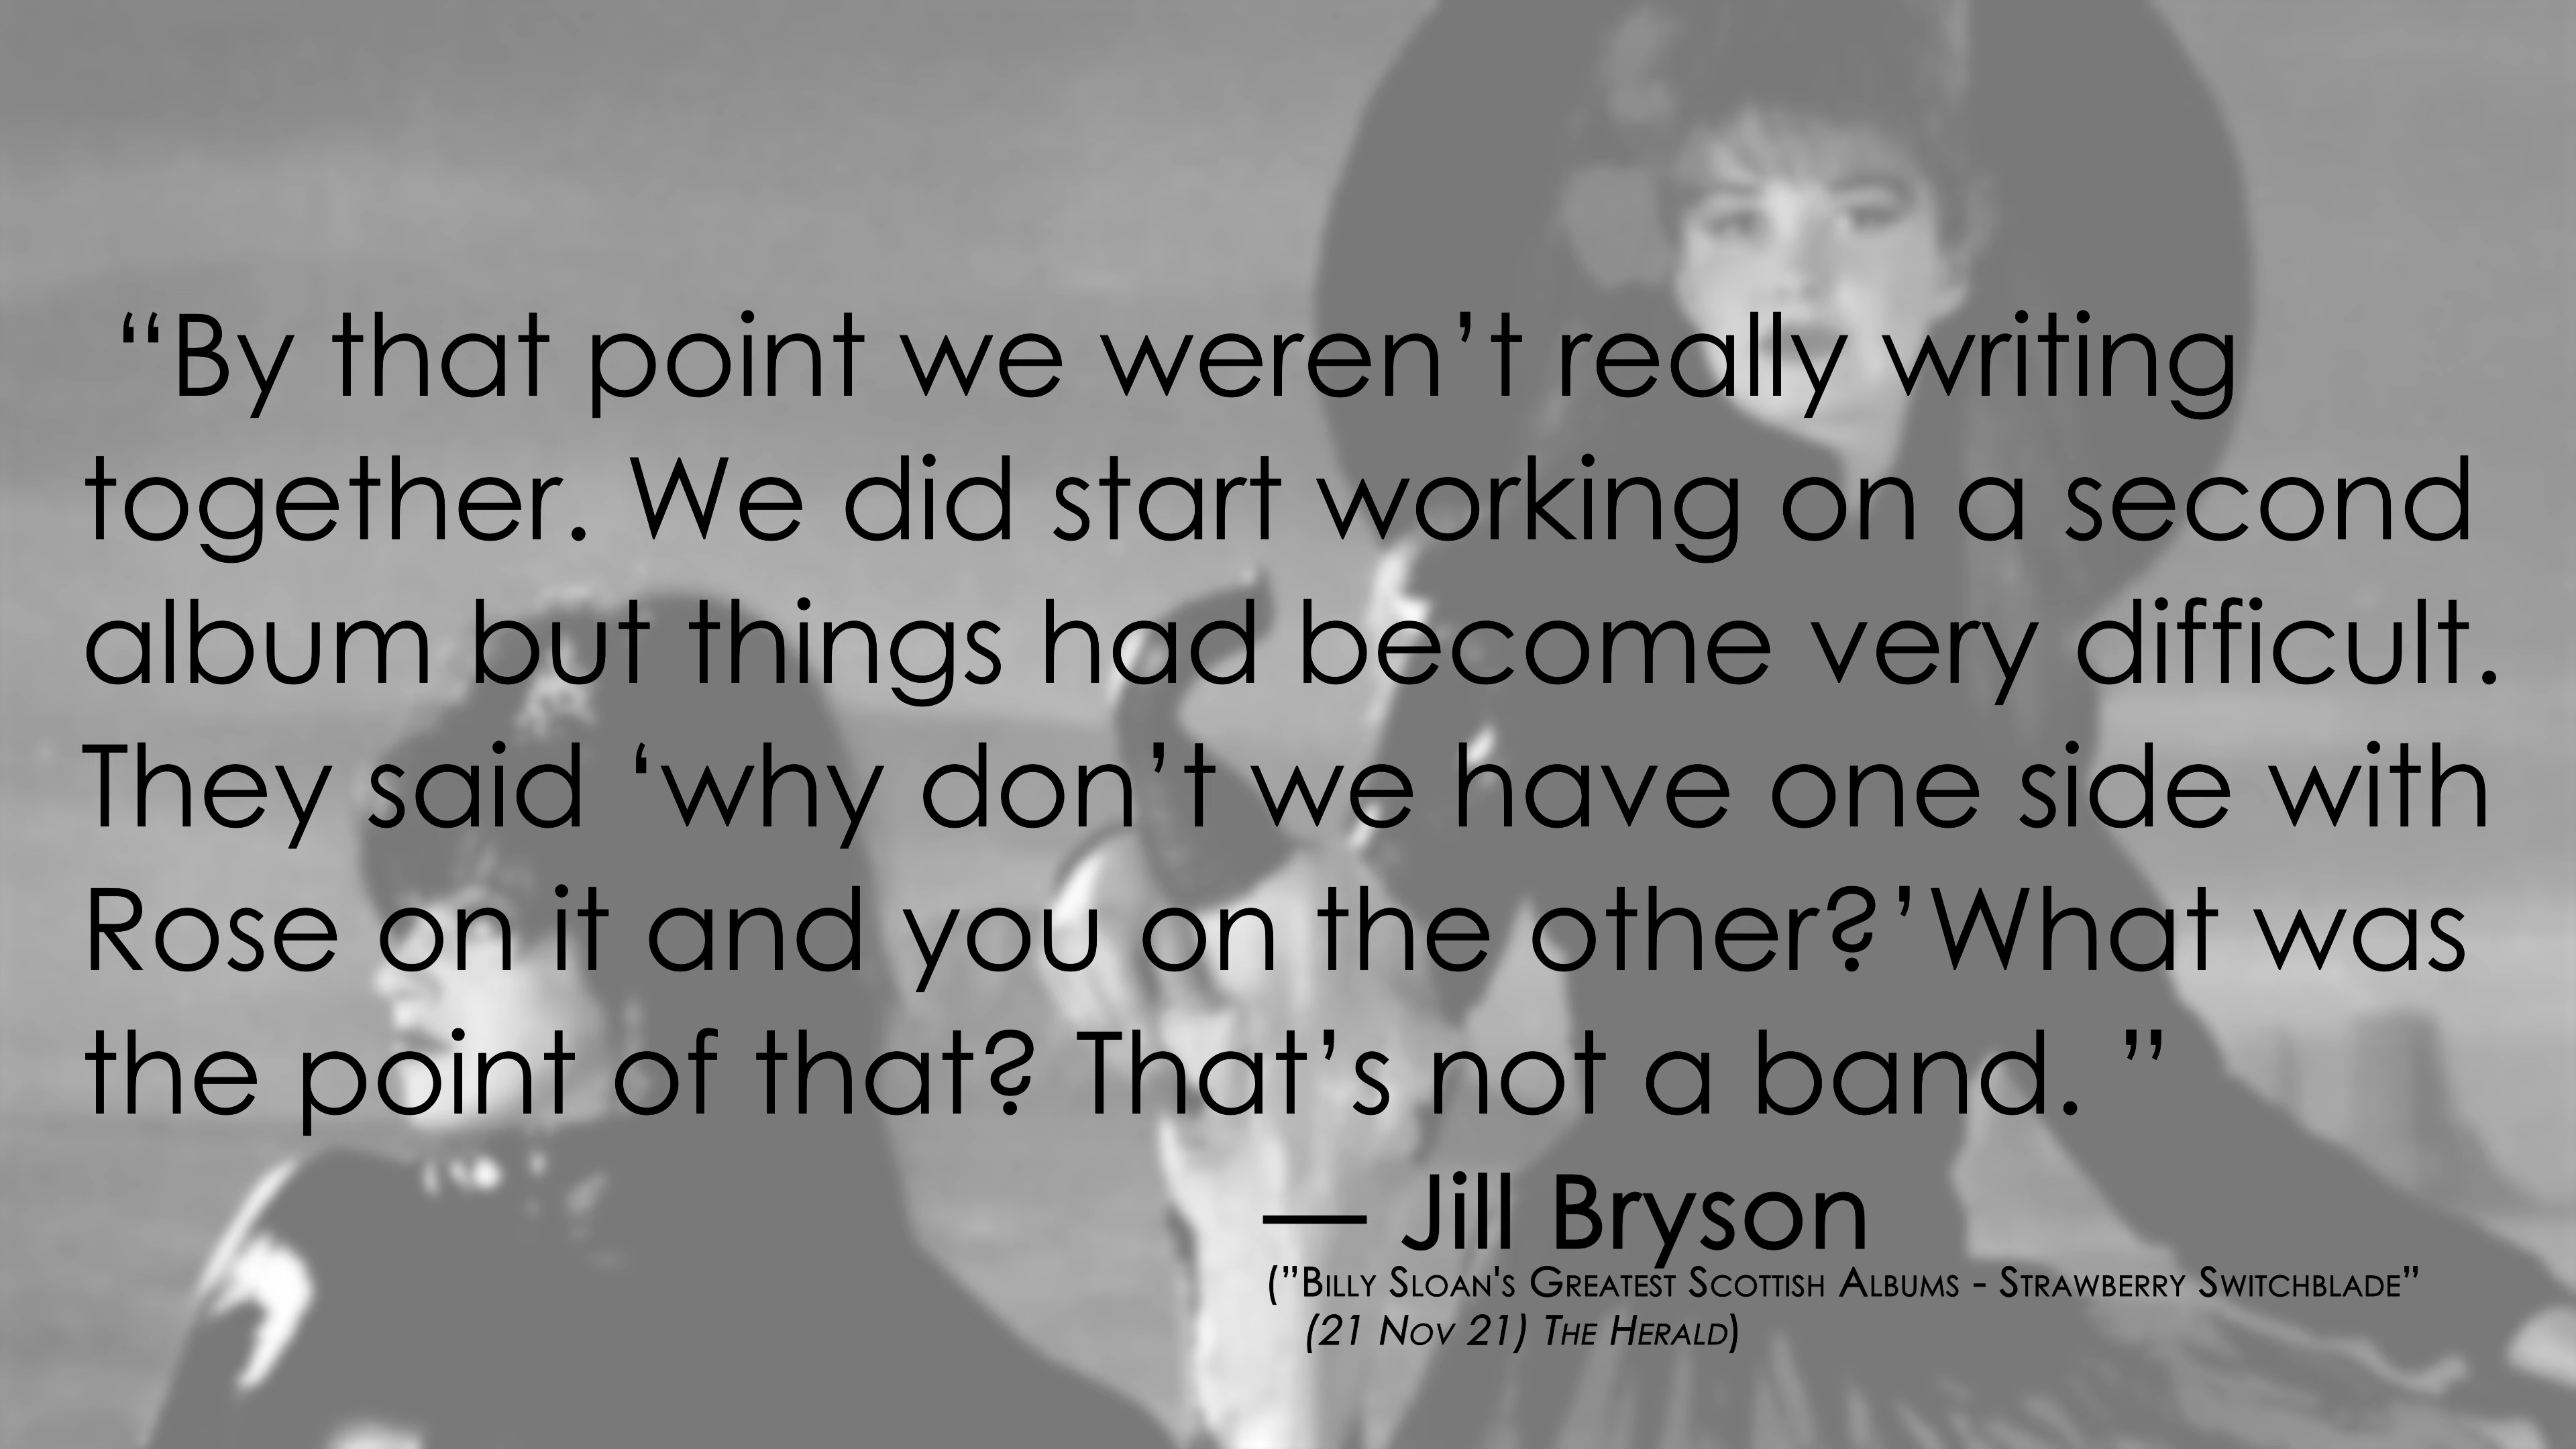 “By that point we weren’t really writing
together. We did start working on a second
album but things had become very difficult.
They said ‘why don’t we have one side with
Rose on it and you on the other?’What was
the point of that? That’s not a band. ”
— Jill Bryson
(”Billy Sloan's Greatest Scottish Albums - Strawberry Switchblade”
(21 Nov 21) The Herald)